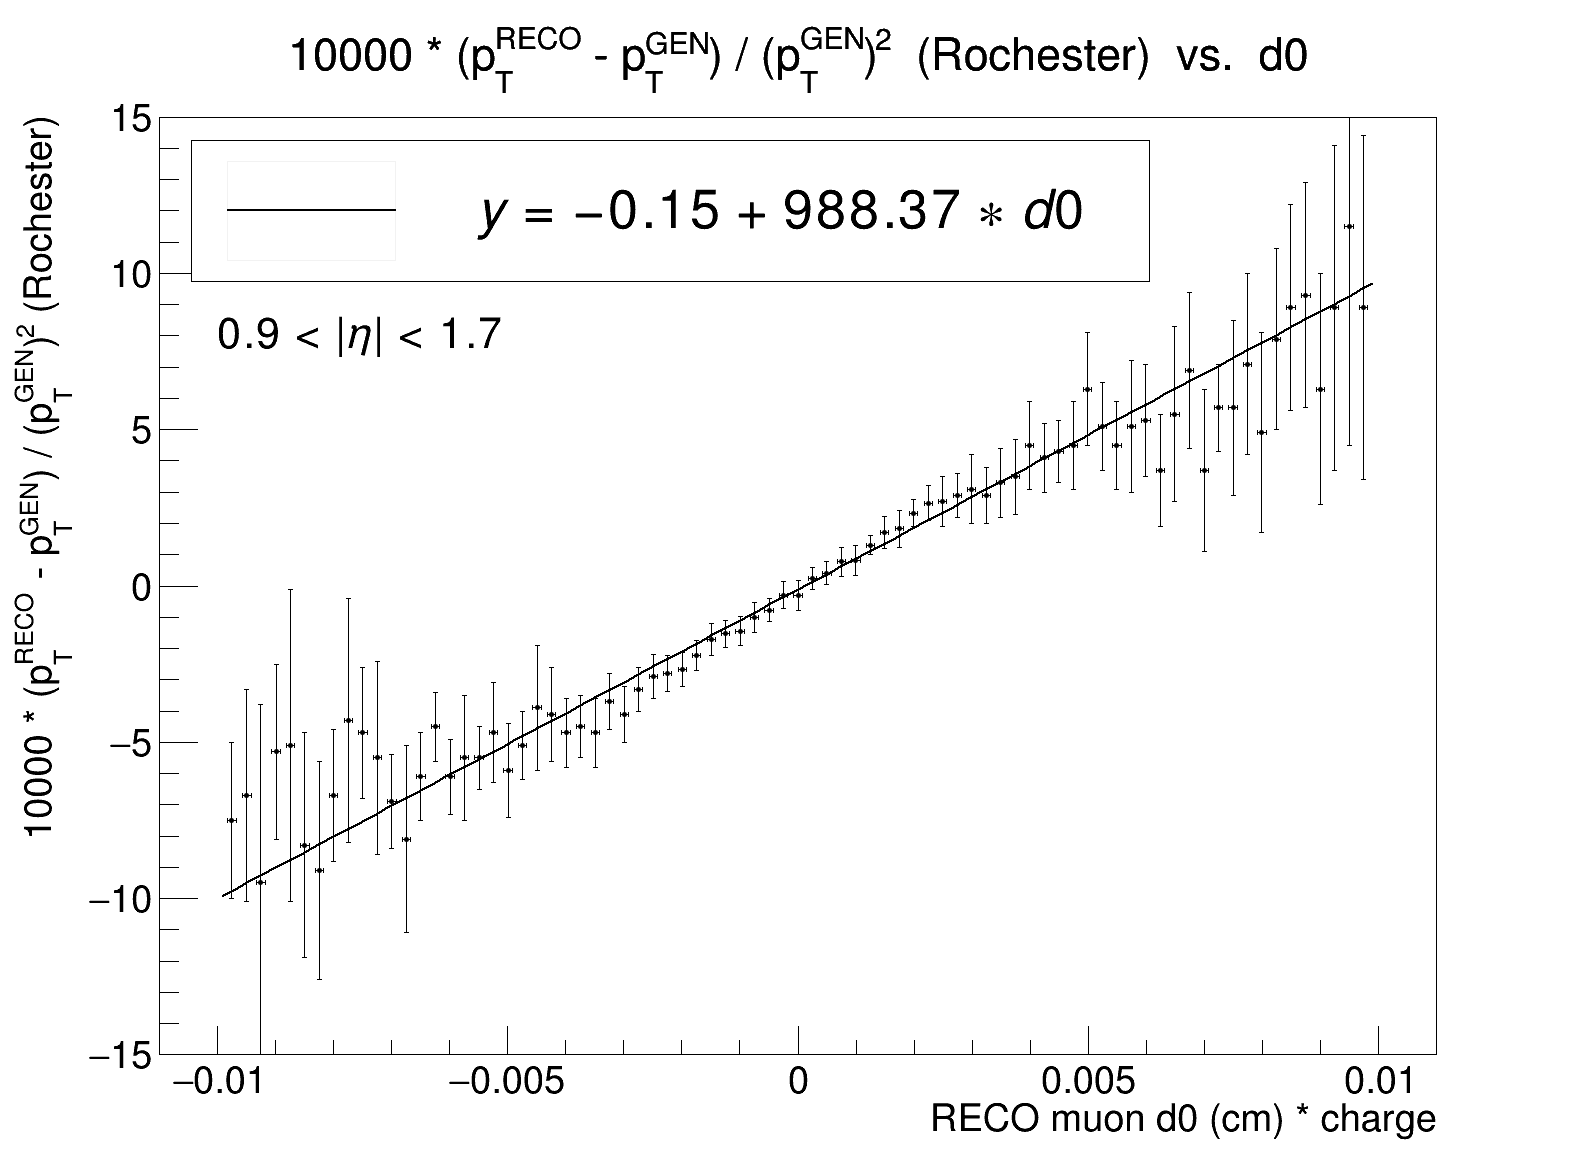 10000 * (p_T^RECO - p_T^GEN) / (p_T^GEN)^2 (Rochester) vs. d0
10000 * (p_T^RECO - p_T^GEN) / (p_T^GEN)^2 (Rochester)
15
10
5
0
−5
−10
−15
y = −0.15 + 988.37 ∗ d0
0.9 < |η| < 1.7
−0.01
−0.005
0
0.005
0.01
RECO muon d0 (cm) * charge